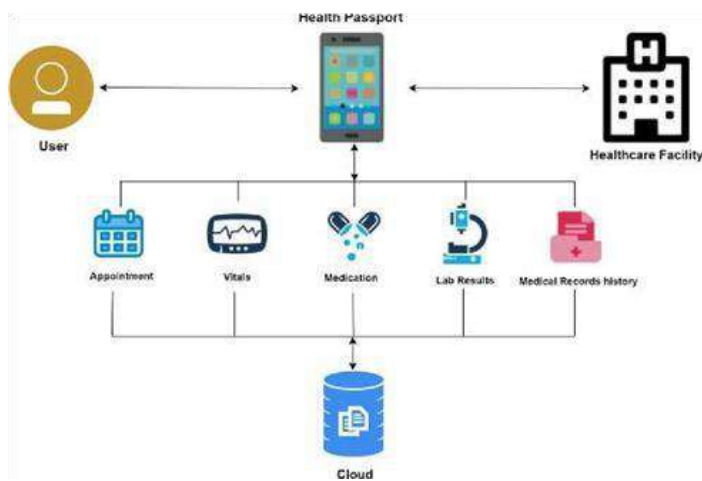 Health Passport
H
User
Healthcare Facility
Appointment
Vitals
Medication
Lab Results
Medical Records history
Cloud